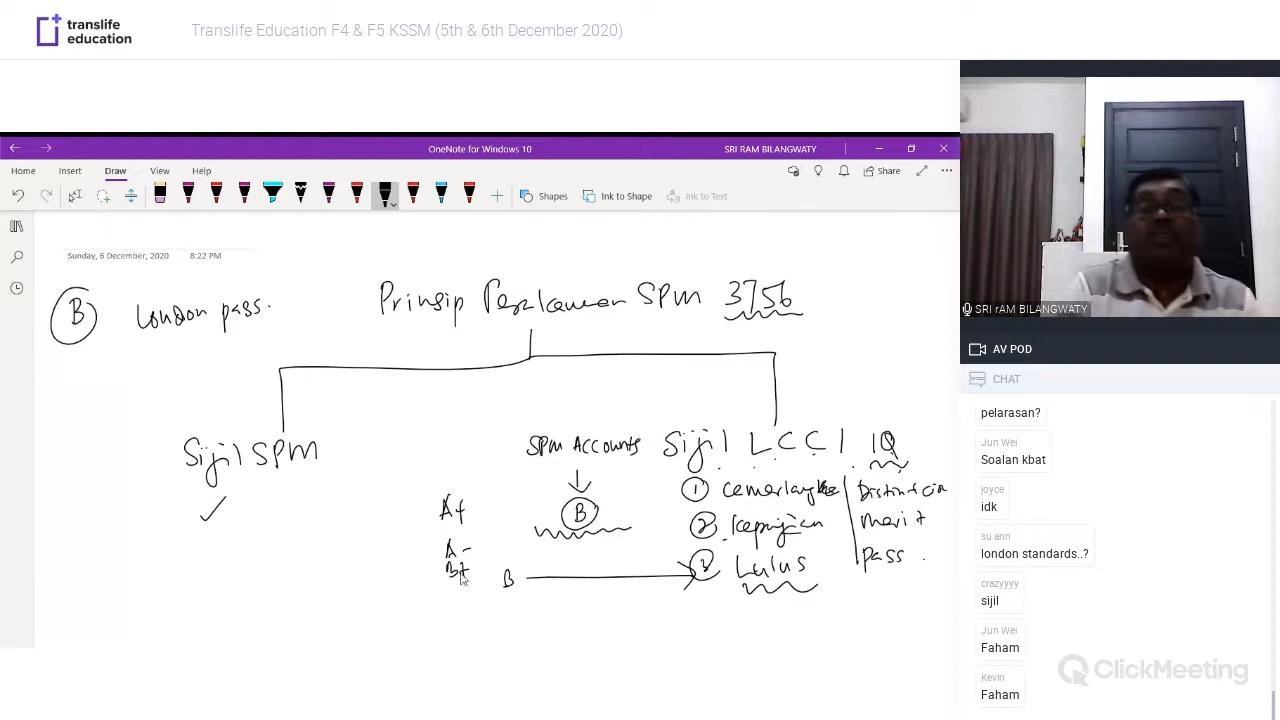 translife
education
Translife Education F4 & F5 KSSM (5th & 6th December 2020)
OneNote for Windows 10
SRI RAM BILANGWATY
Home Insert Draw View Help
Share
Shapes Ink to Shape Ink to Text
Sunday, 6 December, 2020 8:22 PM
B London pass. Prinsip Perakaunan SPM 3756
Sijil SPM
SPM Accounts
Sijil LCCI IQ
A+
B
① cemerlang Distinction
② Kepujian merit
③ Lulus pass.
A-
B+
B
SRI rAM BILANGWATY
AV POD
CHAT
pelarasan?
Jun Wei
Soalan kbat
joyce
idk
su ann
london standards..?
crazyyyy
sijil
Jun Wei
Faham
Kevin
Faham
ClickMeeting